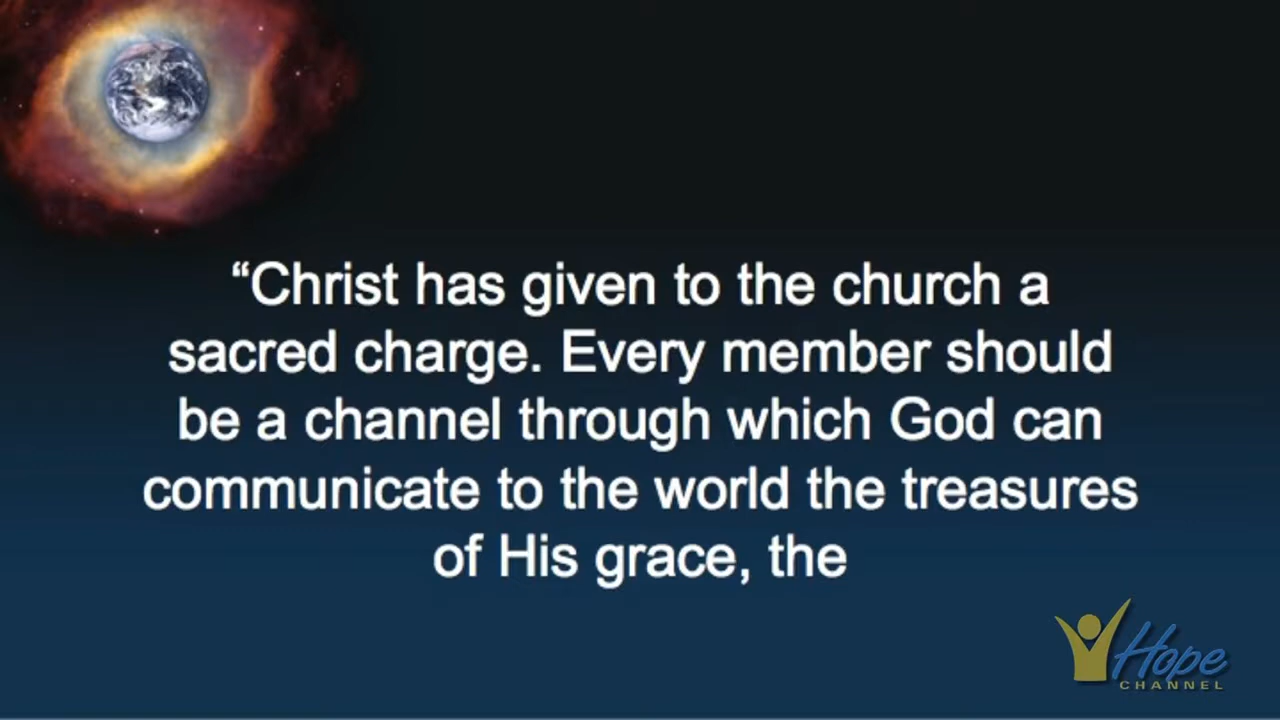 “Christ has given to the church a
sacred charge. Every member should
be a channel through which God can
communicate to the world the treasures
of His grace, the
Hope
CHANNEL